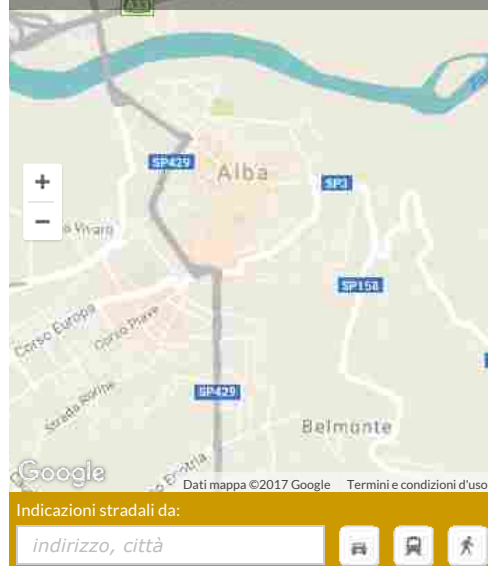 A33
SP429
Alba
SP3
+
−
o Vivaro
SP158
Corso Europa
Corso Piave
SP429
Strada Rorine
Belmonte
Google
Dati mappa ©2017 Google Termini e condizioni d'uso
Indicazioni stradali da:
indirizzo, città